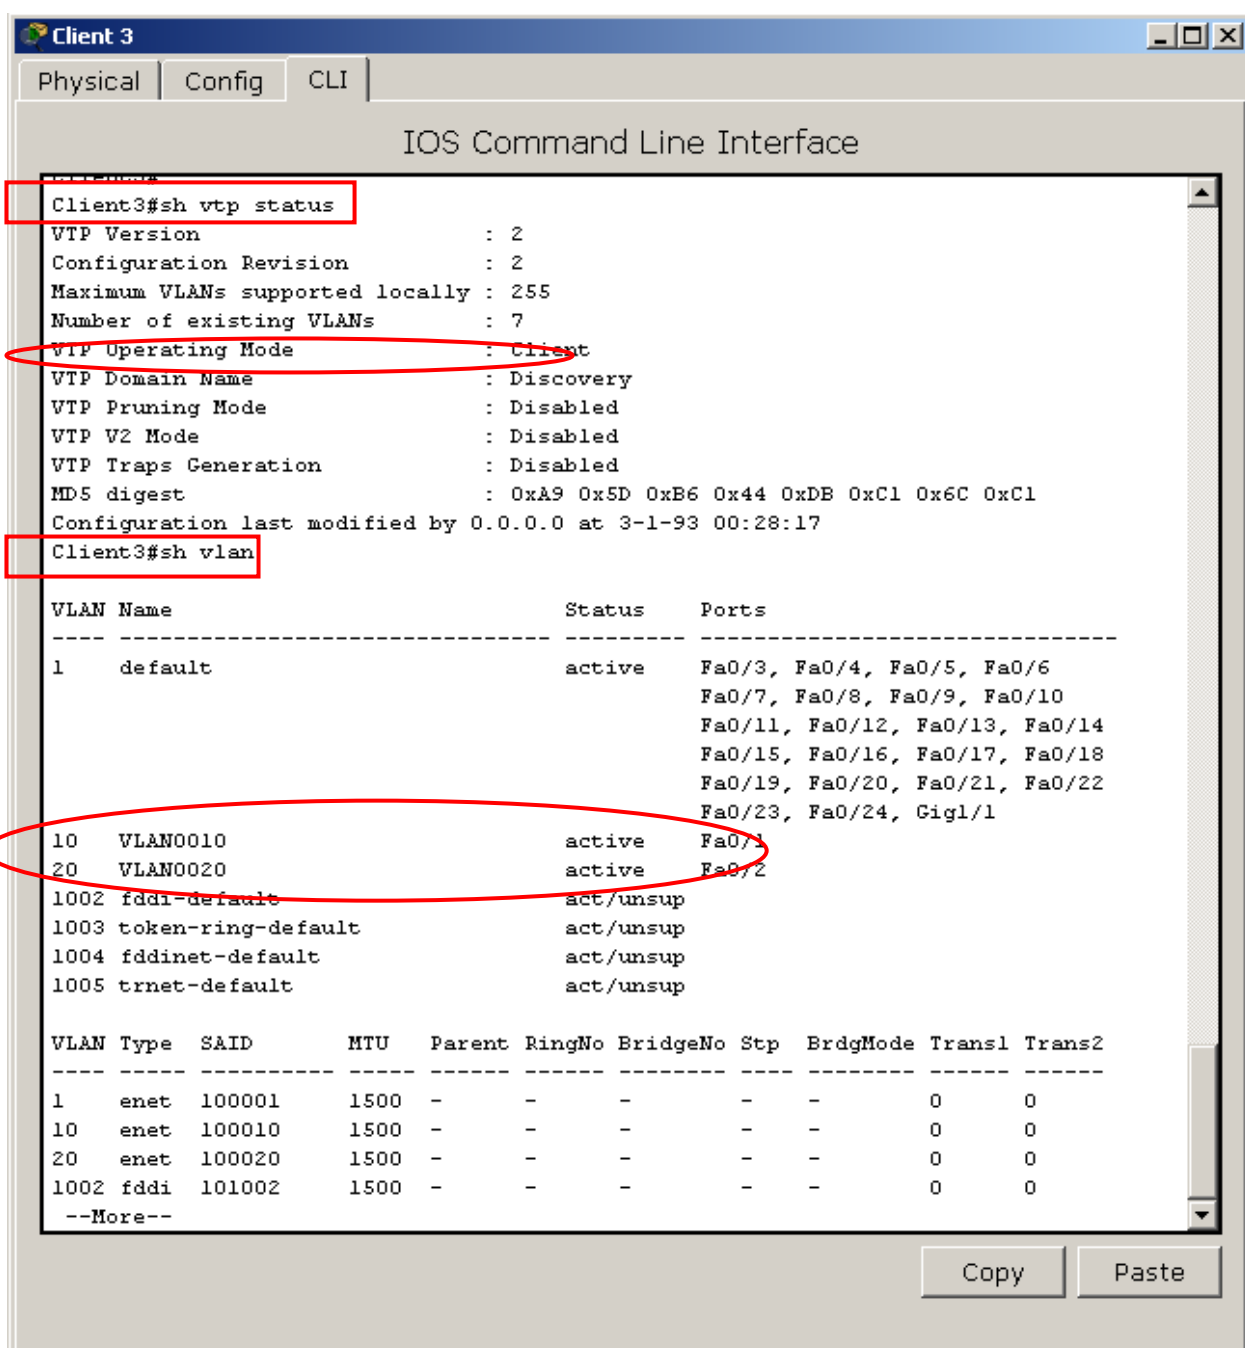 Client 3
Physical Config CLI
IOS Command Line Interface
Client3#sh vtp status
VTP Version : 2
Configuration Revision : 2
Maximum VLANs supported locally : 255
Number of existing VLANs : 7
VTP Operating Mode : Client
VTP Domain Name : Discovery
VTP Pruning Mode : Disabled
VTP V2 Mode : Disabled
VTP Traps Generation : Disabled
MD5 digest : 0xA9 0x5D 0xB6 0x44 0xDB 0xC1 0x6C 0xC1
Configuration last modified by 0.0.0.0 at 3-1-93 00:28:17
Client3#sh vlan
VLAN Name Status Ports
---- -------------------------------- --------- -------------------------------
1 default active Fa0/3, Fa0/4, Fa0/5, Fa0/6
Fa0/7, Fa0/8, Fa0/9, Fa0/10
Fa0/11, Fa0/12, Fa0/13, Fa0/14
Fa0/15, Fa0/16, Fa0/17, Fa0/18
Fa0/19, Fa0/20, Fa0/21, Fa0/22
Fa0/23, Fa0/24, Gig1/1
10 VLAN0010 active Fa0/1
20 VLAN0020 active Fa0/2
1002 fddi-default act/unsup
1003 token-ring-default act/unsup
1004 fddinet-default act/unsup
1005 trnet-default act/unsup
VLAN Type SAID MTU Parent RingNo BridgeNo Stp BrdgMode Trans1 Trans2
---- ----- ---------- ----- ------ ------ -------- ---- -------- ------ ------
1 enet 100001 1500 - - - - - 0 0
10 enet 100010 1500 - - - - - 0 0
20 enet 100020 1500 - - - - - 0 0
1002 fddi 101002 1500 - - - - - 0 0
--More--
Copy Paste